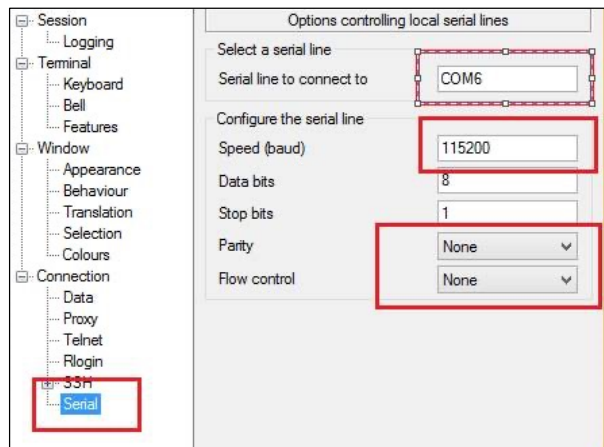 Session
Logging
Terminal
Keyboard
Bell
Features
Window
Appearance
Behaviour
Translation
Selection
Colours
Connection
Data
Proxy
Telnet
Rlogin
SSH
Serial
Options controlling local serial lines
Select a serial line
Serial line to connect to COM6
Configure the serial line
Speed (baud) 115200
Data bits 8
Stop bits 1
Parity None
Flow control None